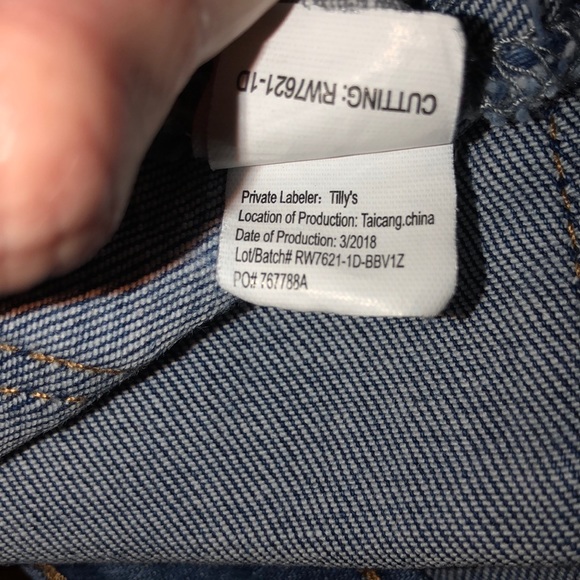 CUTTING: RW7621-1D
Private Labeler: Tilly's
Location of Production: Taicang.china
Date of Production: 3/2018
Lot/Batch# RW7621-1D-BBV1Z
PO# 767788A